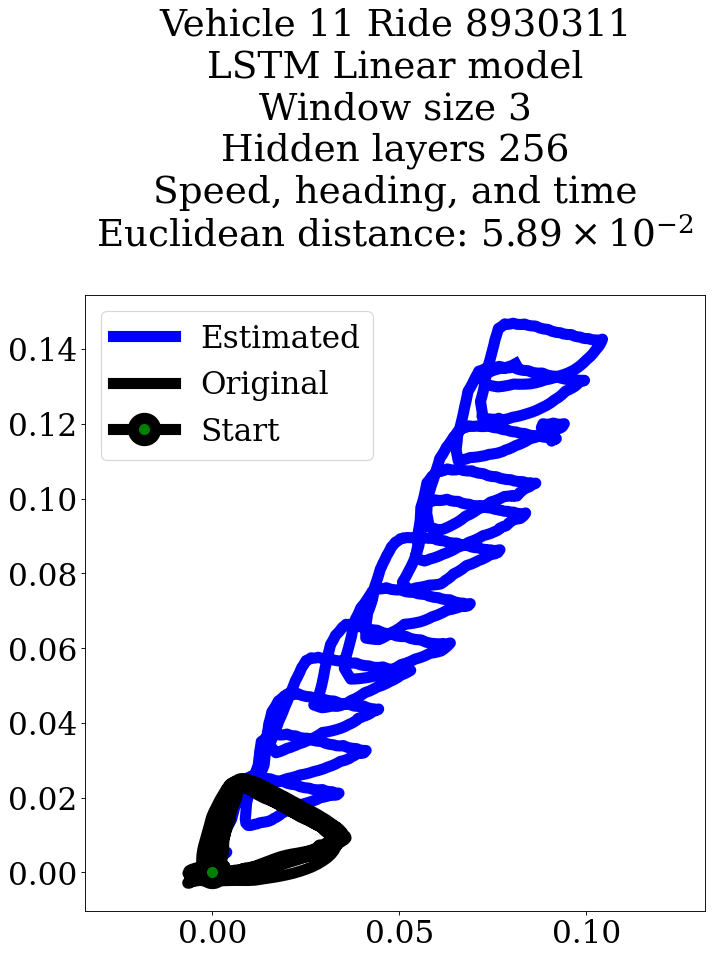 Vehicle 11 Ride 8930311
LSTM Linear model
Window size 3
Hidden layers 256
Speed, heading, and time
Euclidean distance: 5.89 × 10⁻²
Estimated
Original
Start
0.14
0.12
0.10
0.08
0.06
0.04
0.02
0.00
0.00 0.05 0.10